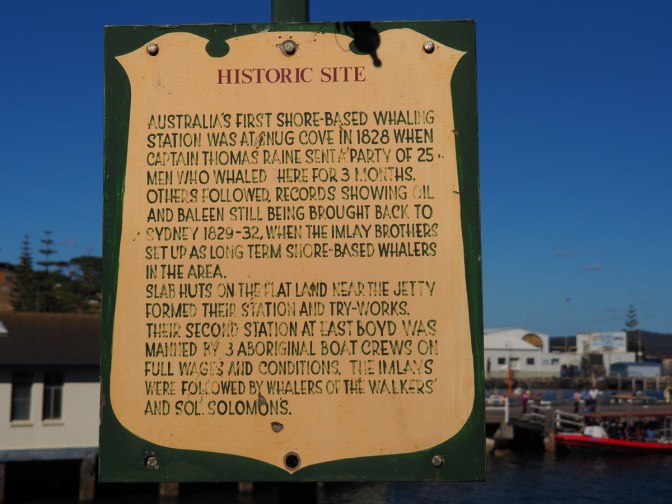 HISTORIC SITE
AUSTRALIA'S FIRST SHORE-BASED WHALING
STATION WAS AT SNUG COVE IN 1828 WHEN
CAPTAIN THOMAS RAINE SENT A PARTY OF 25
MEN WHO WHALED HERE FOR 3 MONTHS.
OTHERS FOLLOWED, RECORDS SHOWING OIL
AND BALEEN STILL BEING BROUGHT BACK TO
SYDNEY 1829-32, WHEN THE IMLAY BROTHERS
SET UP AS LONG TERM SHORE-BASED WHALERS
IN THE AREA.
SLAB HUTS ON THE FLAT LAND NEAR THE JETTY
FORMED THEIR STATION AND TRY-WORKS.
THEIR SECOND STATION AT EAST BOYD WAS
MANNED BY 3 ABORIGINAL BOAT CREWS ON
FULL WAGES AND CONDITIONS. THE IMLAYS
WERE FOLLOWED BY WHALERS OF THE WALKERS'
AND SOL. SOLOMONS.